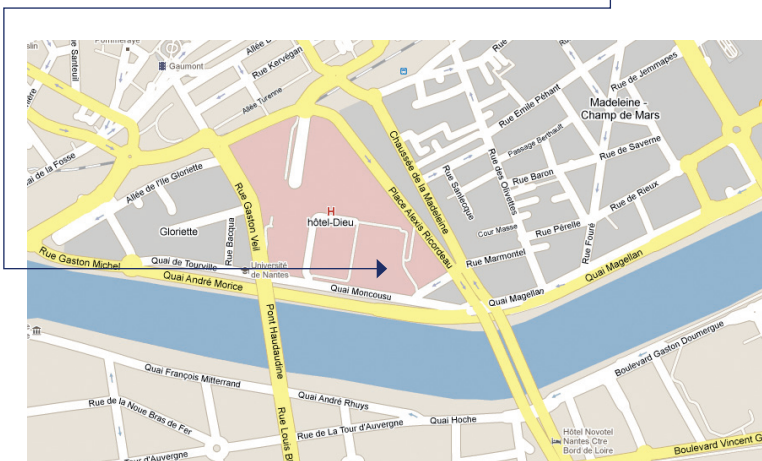 Pommeraye
Gaumont
Rue Santeuil
Rue Kervégan
Allée Turenne
Quai de la Fosse
Allée de l'Ile Gloriette
Rue Gaston Veil
Gloriette
Rue Bacqua
H
hôtel-Dieu
Chaussée de la Madeleine
Place Alexis Ricordeau
Rue Sanlecque
Rue des Olivettes
Rue Emile Péhant
Passage Berthault
Rue Baron
Cour Masse
Rue Pérelle
Rue Marmontel
Rue Fouré
Rue de Rieux
Rue de Saverne
Rue de Jemmapes
Madeleine -
Champ de Mars
Rue Gaston Michel
Quai de Tourville
Université
de Nantes
Quai André Morice
Quai Moncousu
Quai Magellan
Quai Magellan
Pont Haudaudine
Quai François Mitterrand
Quai André Rhuys
Quai Hoche
Boulevard Gaston Doumergue
Rue de la Noue Bras de Fer
Rue de La Tour d'Auvergne
Tour d'Auvergne
Rue Louis Bl
Hôtel Novotel
Nantes Ctre
Bord de Loire
Boulevard Vincent G